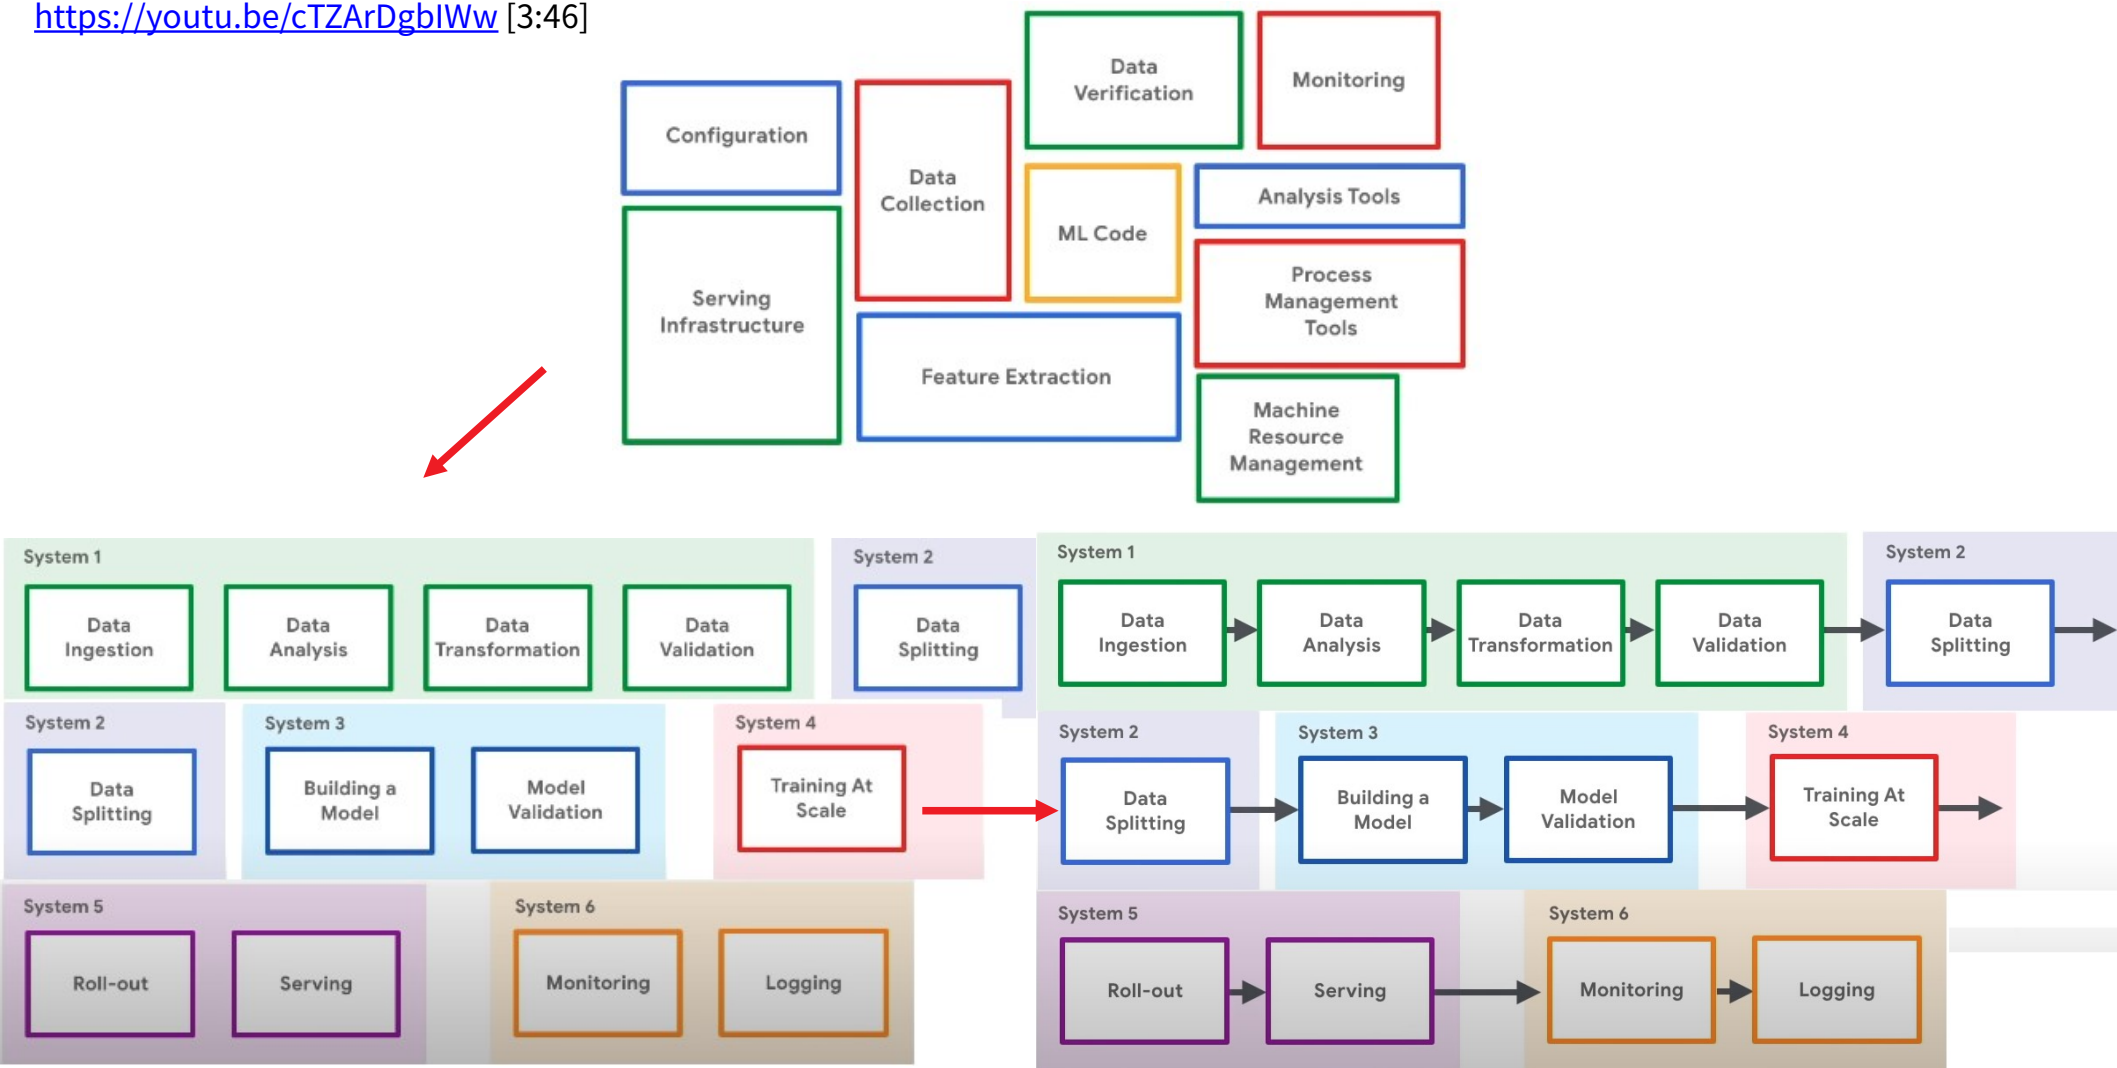 https://youtu.be/cTZArDgbIWw [3:46]
Data
Verification
Monitoring
Configuration
Data
Collection
ML Code
Analysis Tools
Serving
Infrastructure
Process
Management
Tools
Feature Extraction
Machine
Resource
Management
System 1
Data
Ingestion
Data
Analysis
Data
Transformation
Data
Validation
System 2
Data
Splitting
System 2
Data
Splitting
System 3
Building a
Model
Model
Validation
System 4
Training At
Scale
System 5
Roll-out
Serving
System 6
Monitoring
Logging
System 1
Data
Ingestion
Data
Analysis
Data
Transformation
Data
Validation
System 2
Data
Splitting
System 2
Data
Splitting
System 3
Building a
Model
Model
Validation
System 4
Training At
Scale
System 5
Roll-out
Serving
System 6
Monitoring
Logging